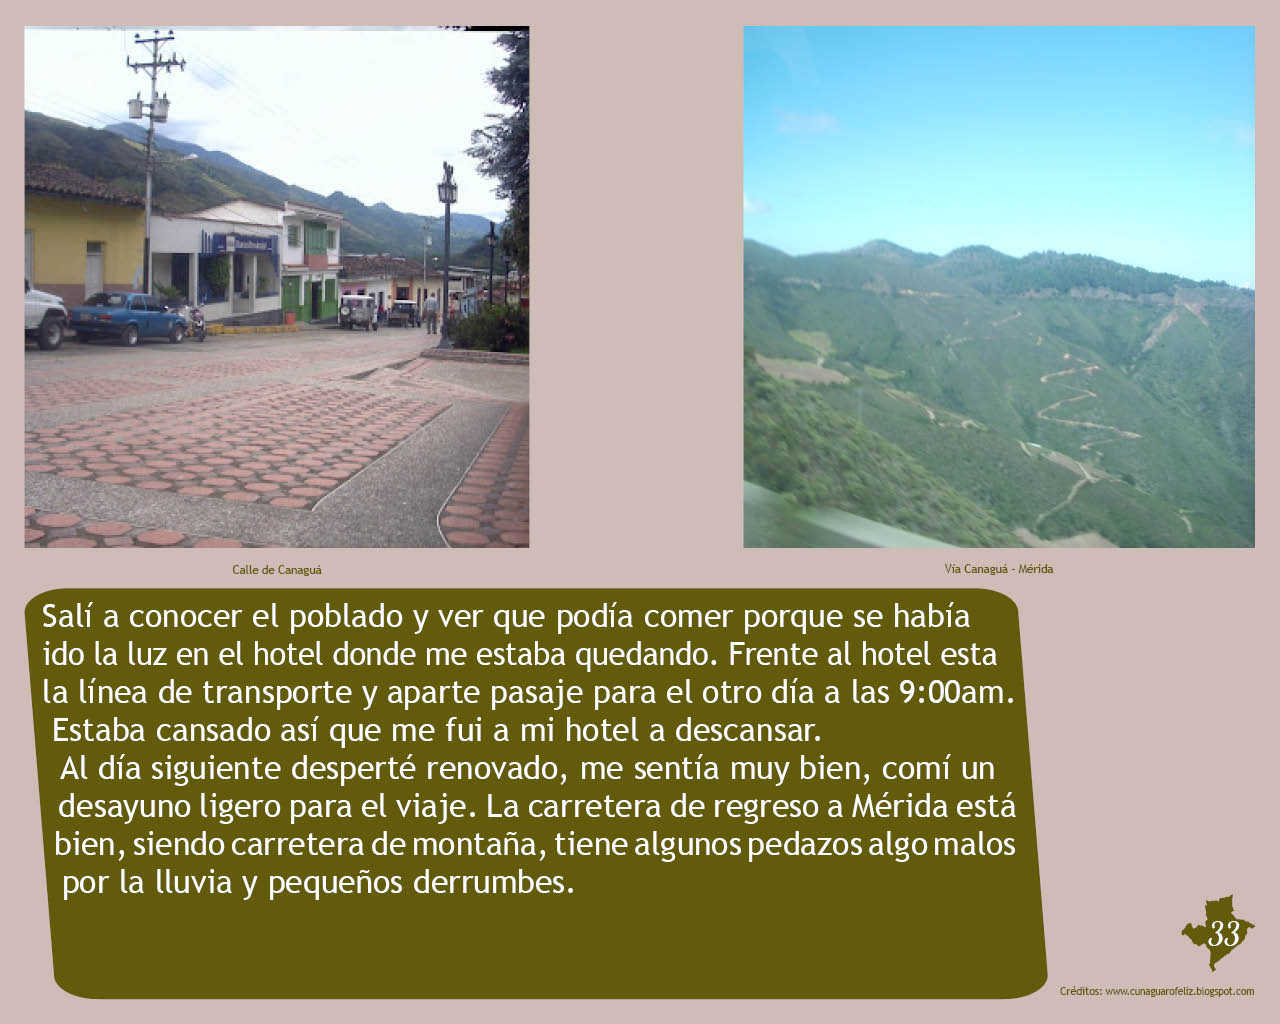 Calle de Canaguá
Vía Canaguá - Mérida
Salí a conocer el poblado y ver que podía comer porque se había
ido la luz en el hotel donde me estaba quedando. Frente al hotel esta
la línea de transporte y aparte pasaje para el otro día a las 9:00am.
Estaba cansado así que me fui a mi hotel a descansar.
Al día siguiente desperté renovado, me sentía muy bien, comí un
desayuno ligero para el viaje. La carretera de regreso a Mérida está
bien, siendo carretera de montaña, tiene algunos pedazos algo malos
por la lluvia y pequeños derrumbes.
33
Créditos: www.cunaguarofeliz.blogspot.com